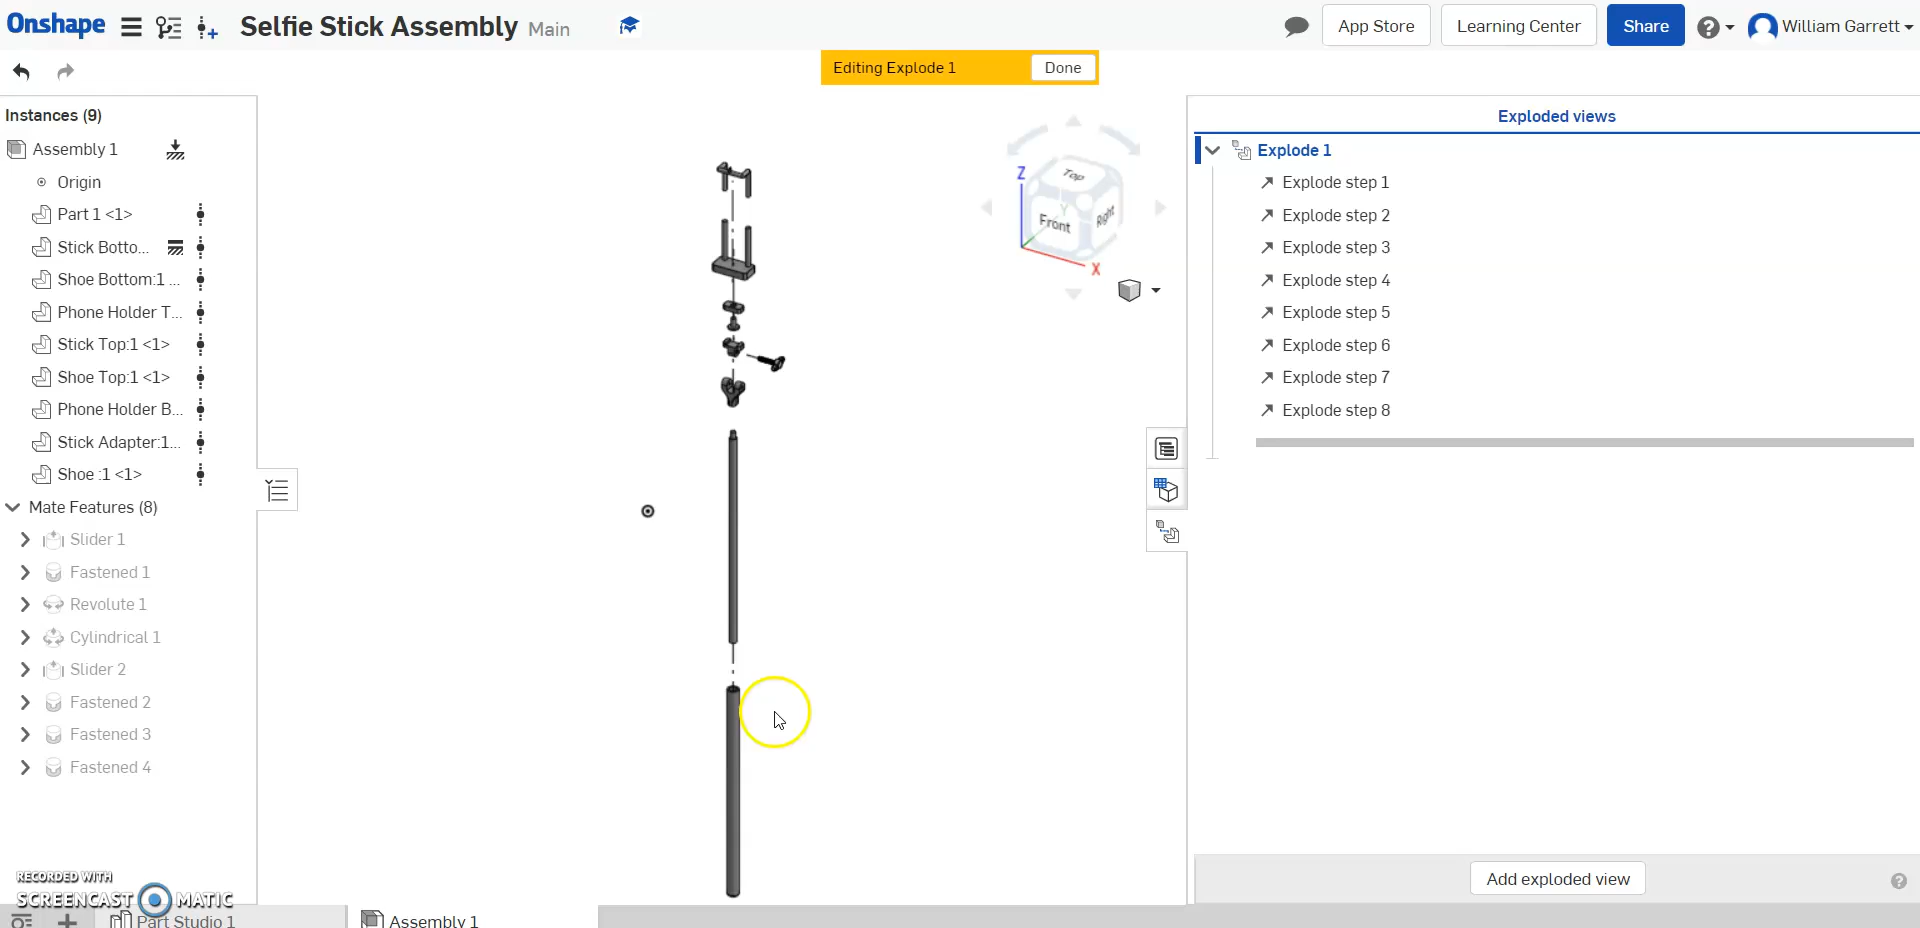 Onshape
Selfie Stick Assembly Main
App Store
Learning Center
Share
William Garrett
Editing Explode 1
Done
Instances (9)
Assembly 1
Origin
Part 1 <1>
Stick Botto...
Shoe Bottom:1 ...
Phone Holder T...
Stick Top:1 <1>
Shoe Top:1 <1>
Phone Holder B...
Stick Adapter:1...
Shoe :1 <1>
Mate Features (8)
Slider 1
Fastened 1
Revolute 1
Cylindrical 1
Slider 2
Fastened 2
Fastened 3
Fastened 4
Z
Top
Y
Front
Right
X
Exploded views
Explode 1
Explode step 1
Explode step 2
Explode step 3
Explode step 4
Explode step 5
Explode step 6
Explode step 7
Explode step 8
Add exploded view
RECORDED WITH
SCREENCAST MATIC
Part Studio 1
Assembly 1